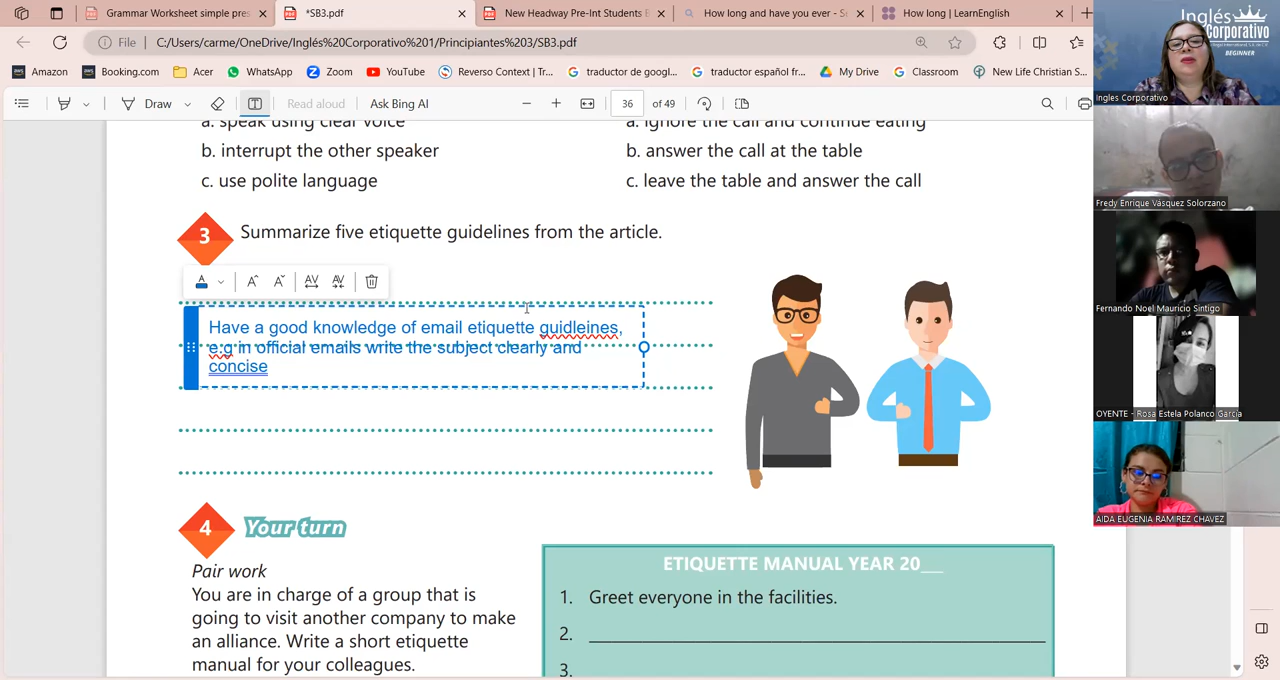 Grammar Worksheet simple pres
*SB3.pdf
New Headway Pre-Int Students B
How long and have you ever - Se
How long | LearnEnglish
File
C:/Users/carme/OneDrive/Inglés%20Corporativo%201/Principiantes%203/SB3.pdf
Amazon
Booking.com
Acer
WhatsApp
Zoom
YouTube
Reverso Context | Tr...
traductor de googl...
traductor español fr...
My Drive
Classroom
New Life Christian S...
Draw
Read aloud
Ask Bing AI
36
of 49
a. speak using clear voice
b. interrupt the other speaker
c. use polite language
a. ignore the call and continue eating
b. answer the call at the table
c. leave the table and answer the call
3
Summarize five etiquette guidelines from the article.
Have a good knowledge of email etiquette guidleines,
e.g in official emails write the subject clearly and
concise
4
Your turn
Pair work
You are in charge of a group that is
going to visit another company to make
an alliance. Write a short etiquette
manual for your colleagues.
ETIQUETTE MANUAL YEAR 20___
1. Greet everyone in the facilities.
2.
3.
Inglés
Corporativo
BEGINNER
Ingles Corporativo
Fredy Enrique Vásquez Solorzano
Fernando Noel Mauricio Sintigo
OYENTE - Rosa Estela Polanco García
AIDA EUGENIA RAMIREZ CHAVEZ